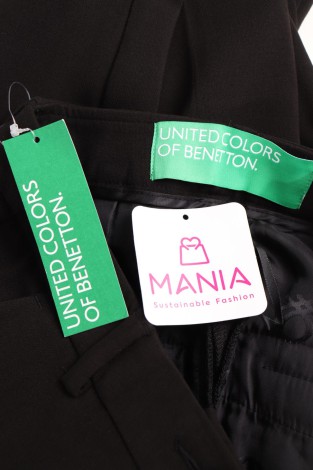 UNITED COLORS
OF BENETTON.
UNITED COLORS
OF BENETTON.
MANIA
Sustainable Fashion